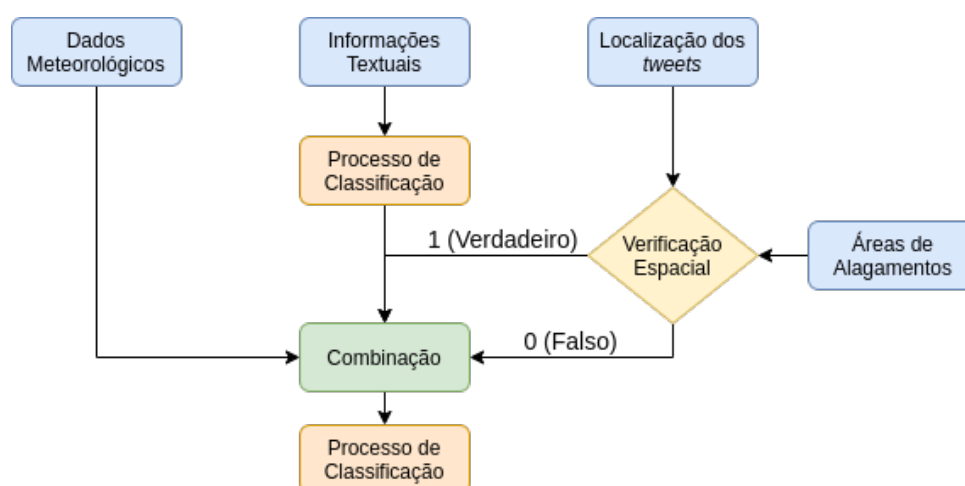 Dados
Meteorológicos
Informações
Textuais
Localização dos
tweets
Processo de
Classificação
1 (Verdadeiro)
Verificação
Espacial
Áreas de
Alagamentos
0 (Falso)
Combinação
Processo de
Classificação